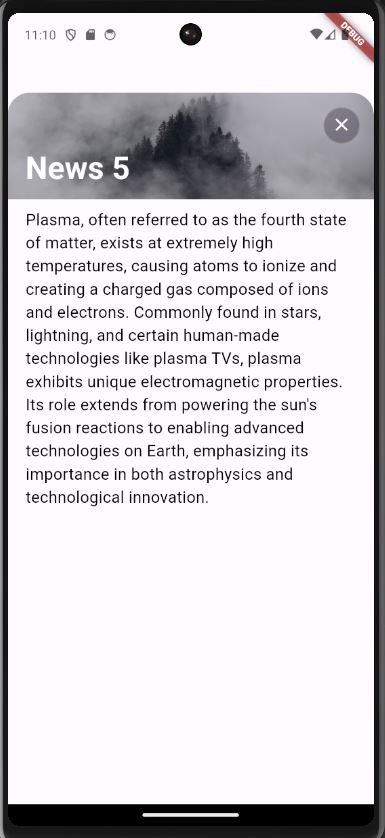 11:10
DEBUG
News 5
Plasma, often referred to as the fourth state
of matter, exists at extremely high
temperatures, causing atoms to ionize and
creating a charged gas composed of ions
and electrons. Commonly found in stars,
lightning, and certain human-made
technologies like plasma TVs, plasma
exhibits unique electromagnetic properties.
Its role extends from powering the sun's
fusion reactions to enabling advanced
technologies on Earth, emphasizing its
importance in both astrophysics and
technological innovation.